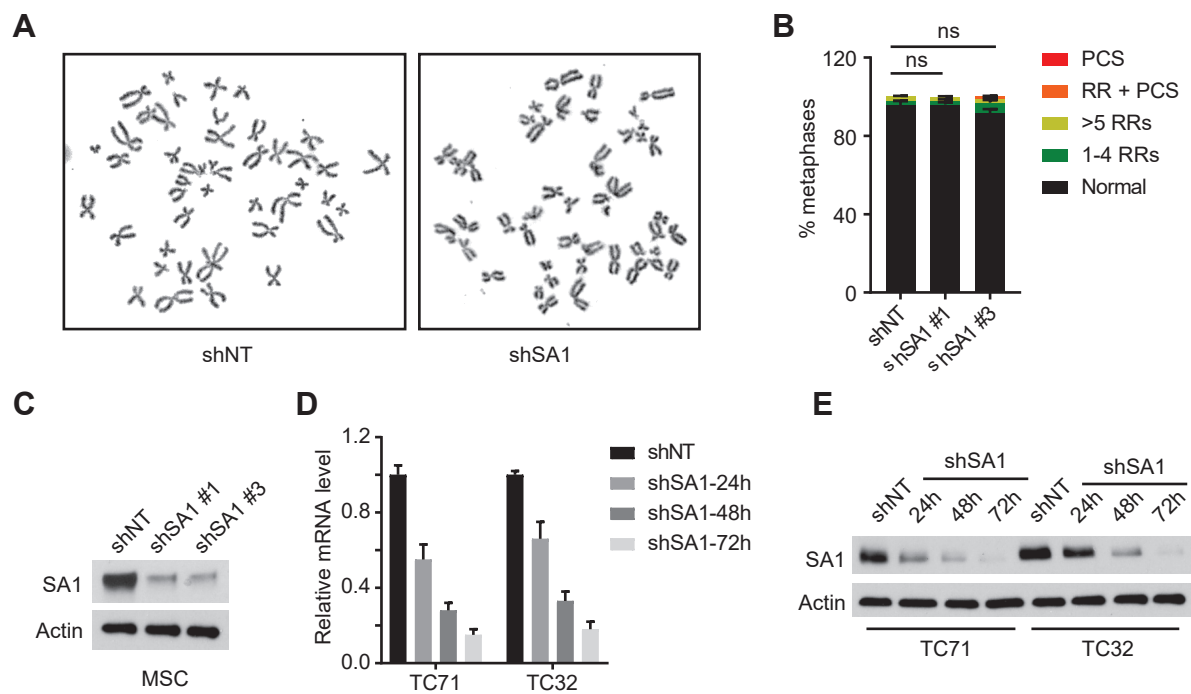 A
shNT
shSA1
B
ns
ns
120
80
40
0
% metaphases
shNT
s hSA1 #1
s hSA1 #3
PCS
RR + PCS
>5 RRs
1-4 RRs
Normal
C
shNT
shSA1 #1
shSA1 #3
SA1
Actin
MSC
D
1.2
0.8
0.4
0.0
Relative mRNA level
TC71
TC32
shNT
shSA1-24h
shSA1-48h
shSA1-72h
E
shSA1
shSA1
shNT
24h
48h
72h
shNT
24h
48h
72h
SA1
Actin
TC71
TC32